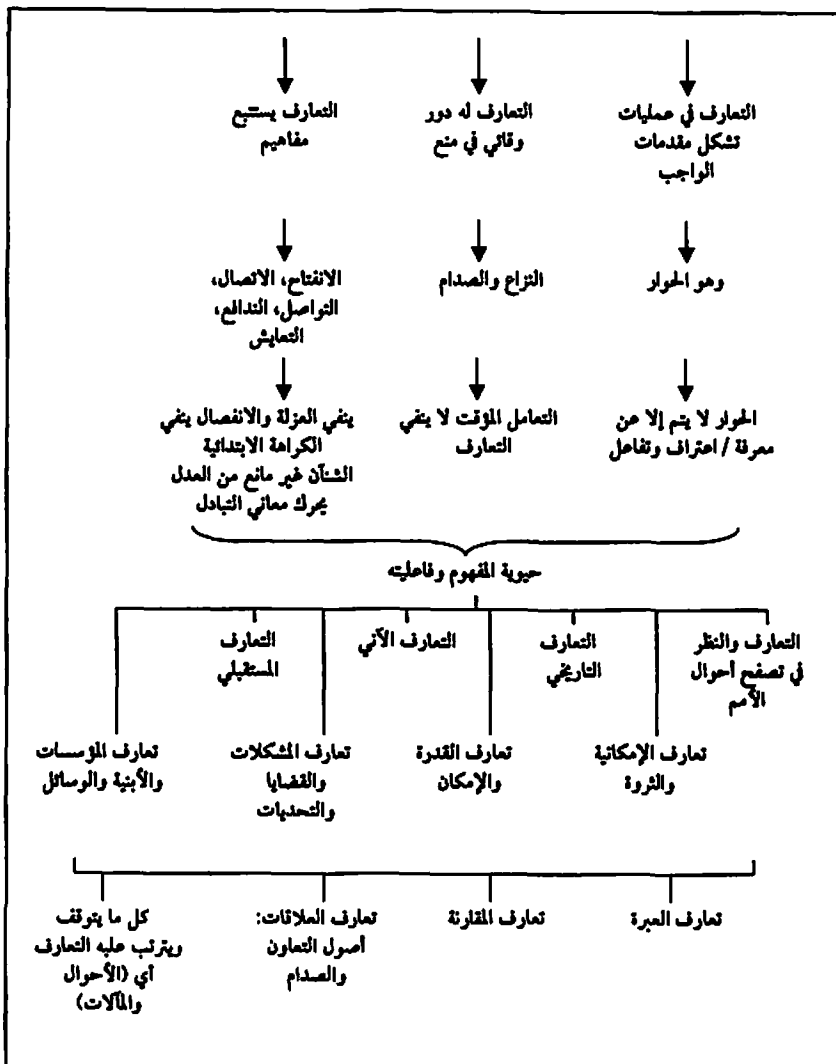 التعارف في عمليات
تشكل مقدمات
الواجب
التعارف له دور
وقائي في منع
التعارف يستتبع
مفاهيم
وهو الحوار
النزاع والصدام
الانفتاح، الاتصال،
التواصل، التدافع،
التعايش
الحوار لا يتم إلا عن
معرفة / اعتراف وتفاعل
التعامل المؤقت لا ينفي
التعارف
ينفي العزلة والانفصال ينفي
الكراهة الابتدائية
الشنآن غير مانع من العدل
يحرك معاني التبادل
حيوية المفهوم وفاعليته
التعارف والنظر
في تصفح أحوال
الأمم
التعارف
التاريخي
التعارف الآني
التعارف
المستقبلي
تعارف الإمكانية
والثروة
تعارف القدرة
والإمكان
تعارف المشكلات
والقضايا
والتحديات
تعارف المؤسسات
والأبنية والوسائل
تعارف العبرة
تعارف المقارنة
تعارف العلاقات:
أصول التعاون
والصدام
كل ما يتوقف
ويترتب عليه التعارف
أي (الأحوال
والمآلات)